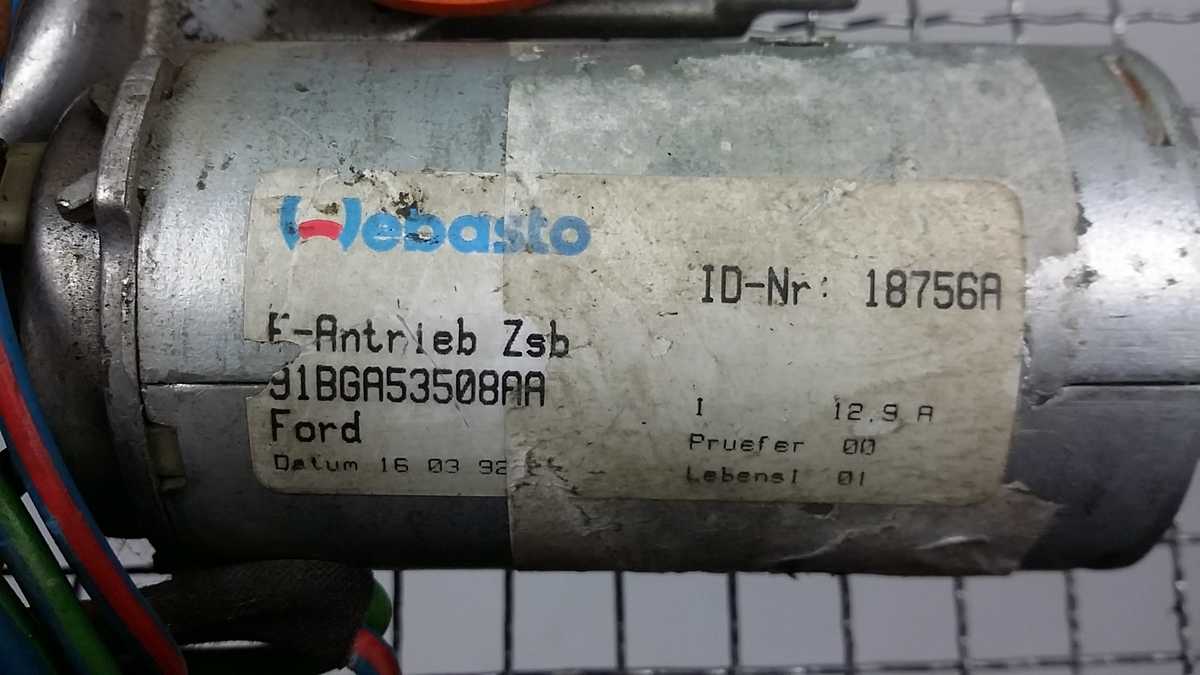 Webasto
ID-Nr: 18756A
E-Antrieb Zsb
91BGA53508AA
Ford
I 12.9 A
Pruefer 00
Datum 16 03 92
Lebensl 01